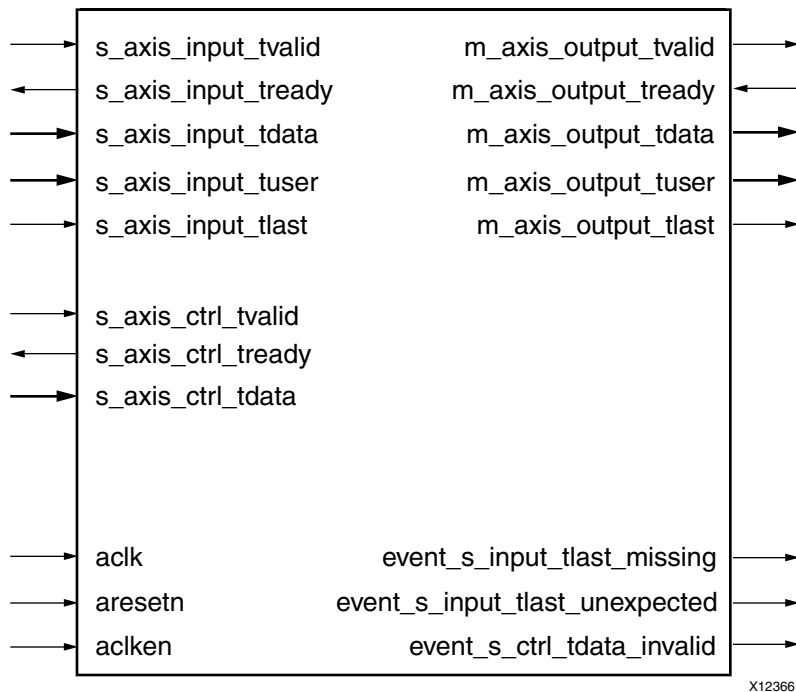 s_axis_input_tvalid m_axis_output_tvalid
s_axis_input_tready m_axis_output_tready
s_axis_input_tdata m_axis_output_tdata
s_axis_input_tuser m_axis_output_tuser
s_axis_input_tlast m_axis_output_tlast
s_axis_ctrl_tvalid
s_axis_ctrl_tready
s_axis_ctrl_tdata
aclk event_s_input_tlast_missing
aresetn event_s_input_tlast_unexpected
aclken event_s_ctrl_tdata_invalid
X12366